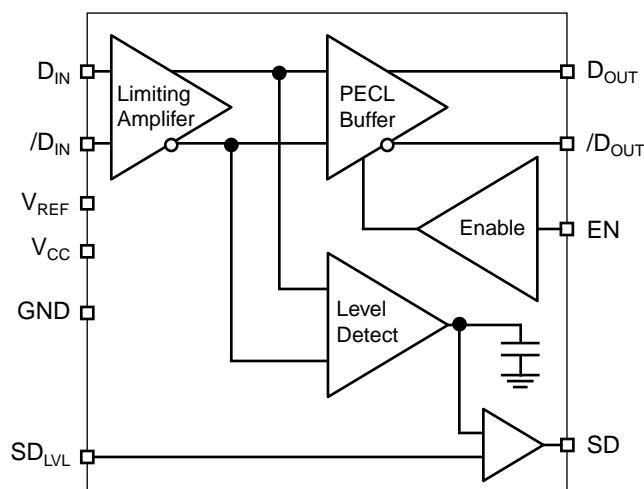 D_IN
Limiting
Amplifer
PECL
Buffer
D_OUT
/D_IN
/D_OUT
V_REF
Enable
EN
V_CC
GND
Level
Detect
SD_LVL
SD